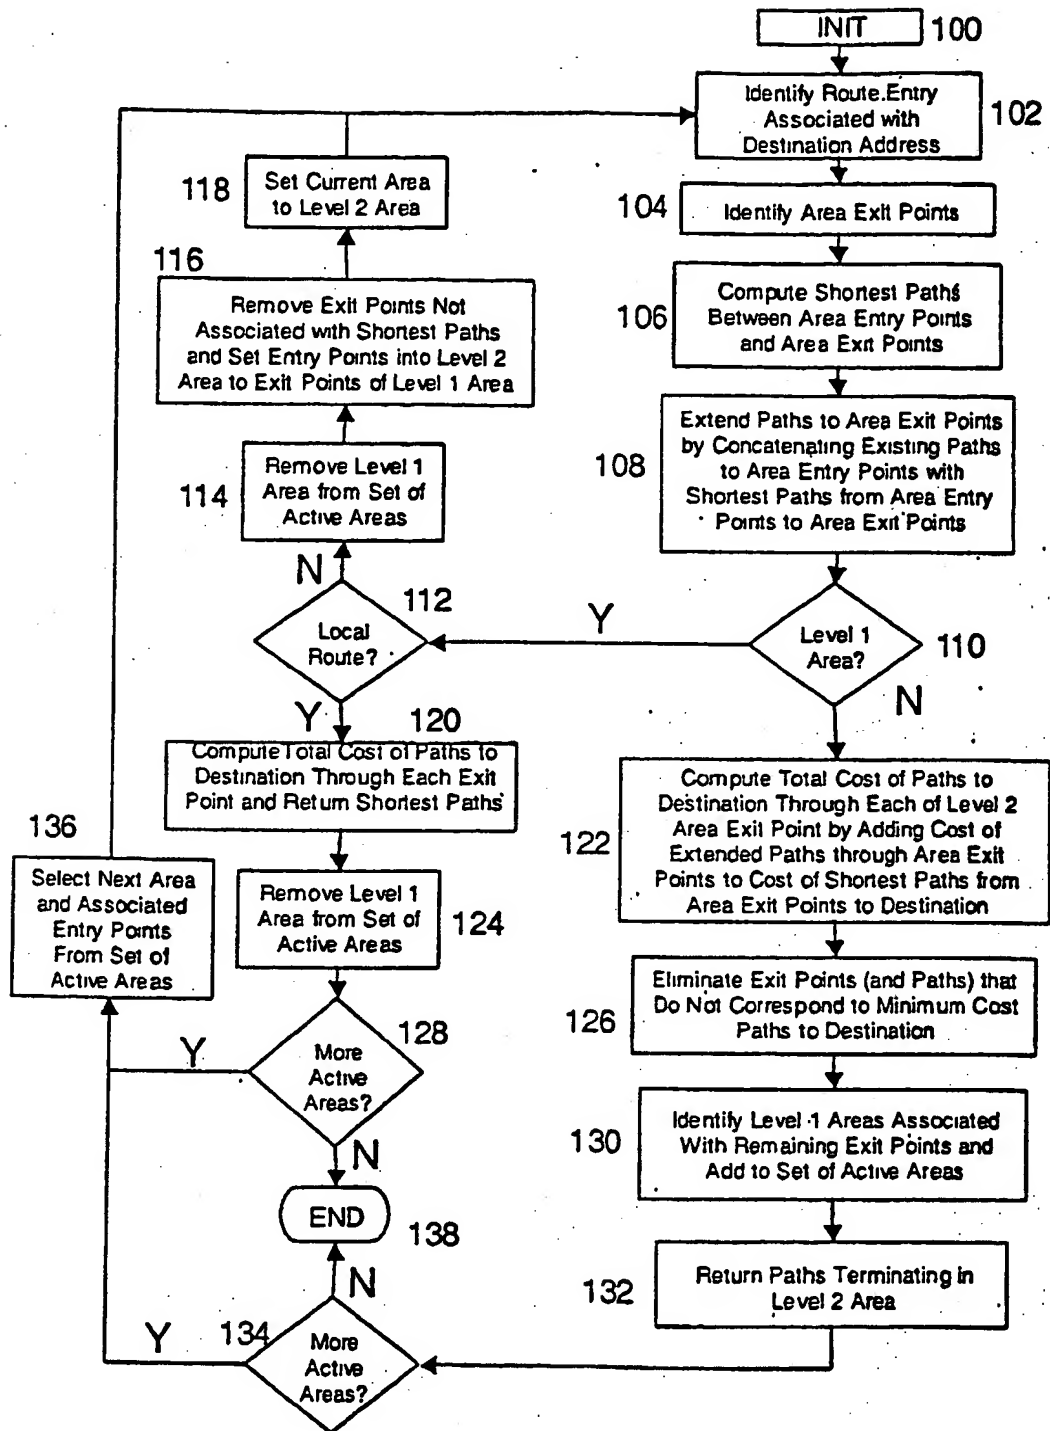 INIT
100
Identify Route.Entry
Associated with
Destination Address
102
104
Identify Area Exit Points
Compute Shortest Paths
Between Area Entry Points
and Area Exit Points
106
Extend Paths to Area Exit Points
by Concatenating Existing Paths
to Area Entry Points with
Shortest Paths from Area Entry
Points to Area Exit Points
108
Level 1
Area?
110
Y
N
Local
Route?
112
N
Y
Remove Level 1
Area from Set of
Active Areas
114
116
Remove Exit Points Not
Associated with Shortest Paths
and Set Entry Points into Level 2
Area to Exit Points of Level 1 Area
118
Set Current Area
to Level 2 Area
120
Compute Total Cost of Paths to
Destination Through Each Exit
Point and Return Shortest Paths
Remove Level 1
Area from Set of
Active Areas
124
More
Active
Areas?
128
Y
N
136
Select Next Area
and Associated
Entry Points
From Set of
Active Areas
END
138
122
Compute Total Cost of Paths to
Destination Through Each of Level 2
Area Exit Point by Adding Cost of
Extended Paths through Area Exit
Points to Cost of Shortest Paths from
Area Exit Points to Destination
126
Eliminate Exit Points (and Paths) that
Do Not Correspond to Minimum Cost
Paths to Destination
130
Identify Level 1 Areas Associated
With Remaining Exit Points and
Add to Set of Active Areas
132
Return Paths Terminating in
Level 2 Area
134
More
Active
Areas?
N
Y